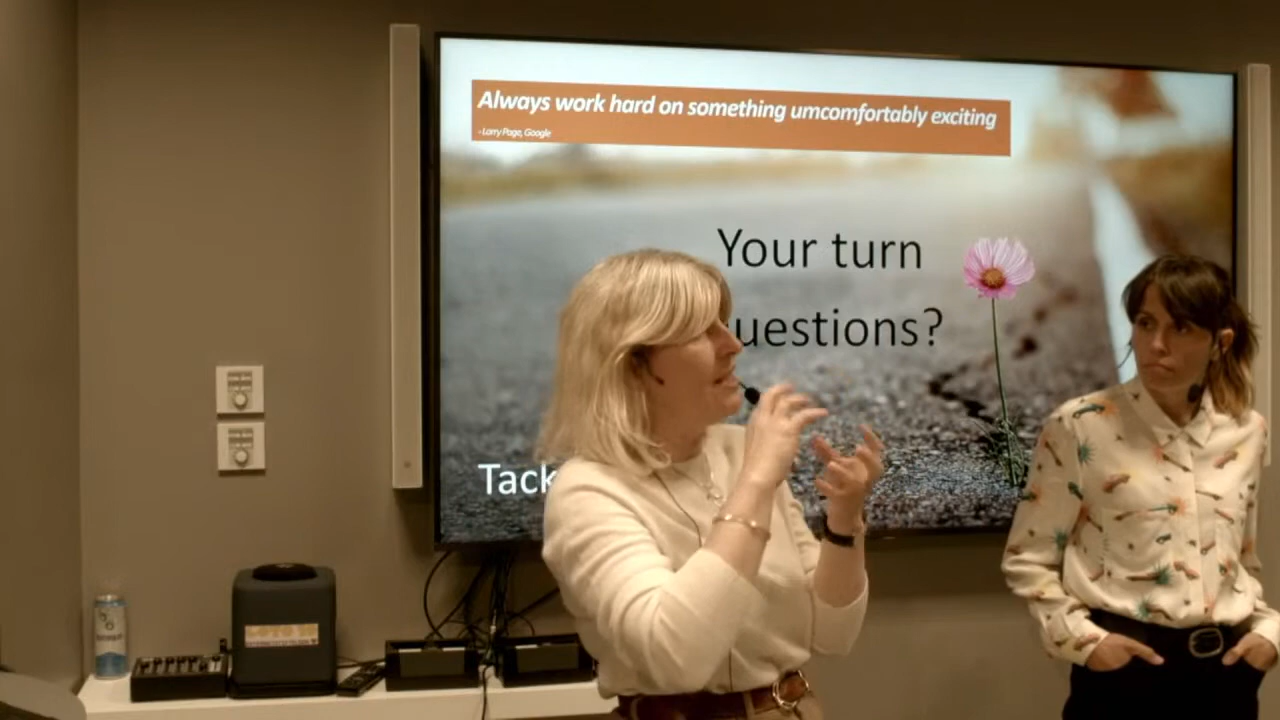 Always work hard on something umcomfortably exciting
- Larry Page, Google
Your turn
uestions?
Tack